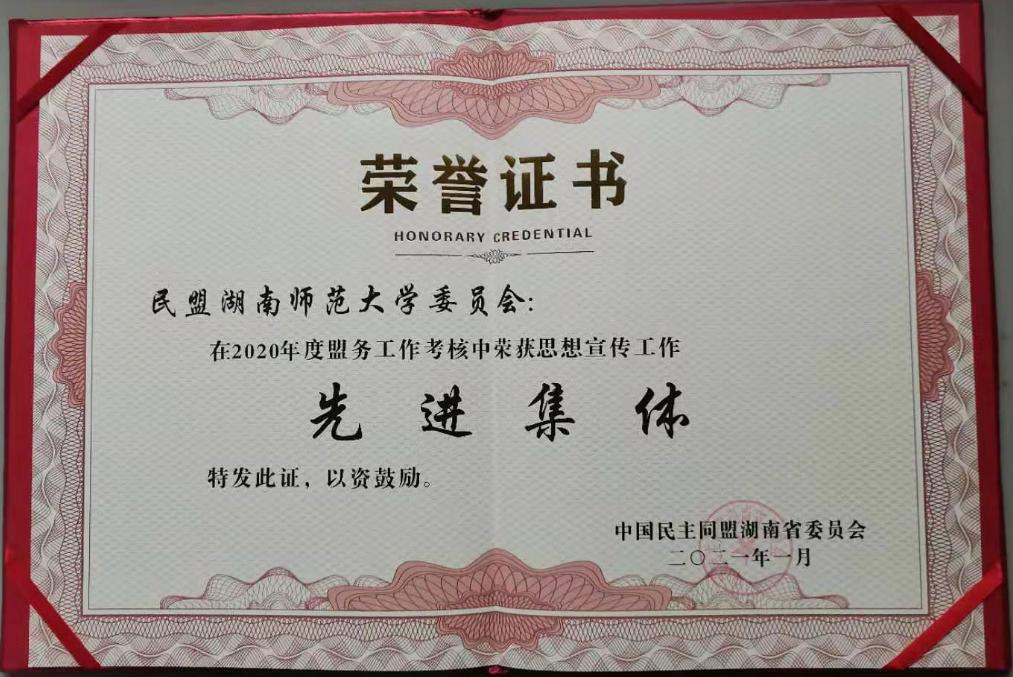 荣誉证书
HONORARY CREDENTIAL
民盟湖南师范大学委员会:
在2020年度盟务工作考核中荣获思想宣传工作
先进集体
特发此证，以资鼓励。
中国民主同盟湖南省委员会
二〇二一年一月